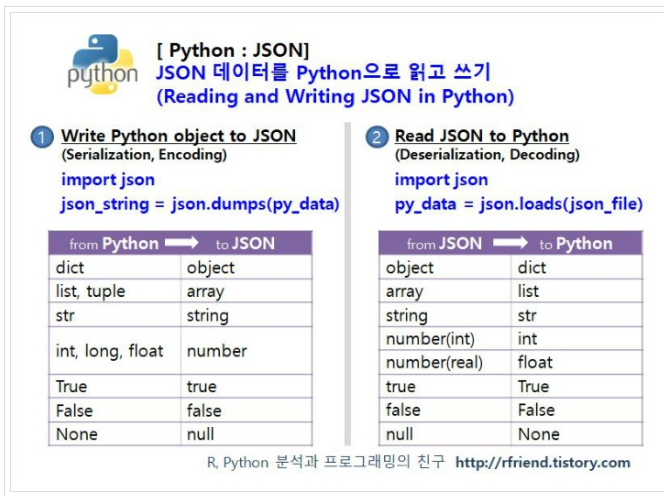 python
[ Python : JSON]
JSON 데이터를 Python으로 읽고 쓰기
(Reading and Writing JSON in Python)
1 Write Python object to JSON
(Serialization, Encoding)
import json
json_string = json.dumps(py_data)
from Python to JSON
dict object
list, tuple array
str string
int, long, float number
True true
False false
None null
2 Read JSON to Python
(Deserialization, Decoding)
import json
py_data = json.loads(json_file)
from JSON to Python
object dict
array list
string str
number(int) int
number(real) float
true True
false False
null None
R, Python 분석과 프로그래밍의 친구 http://rfriend.tistory.com